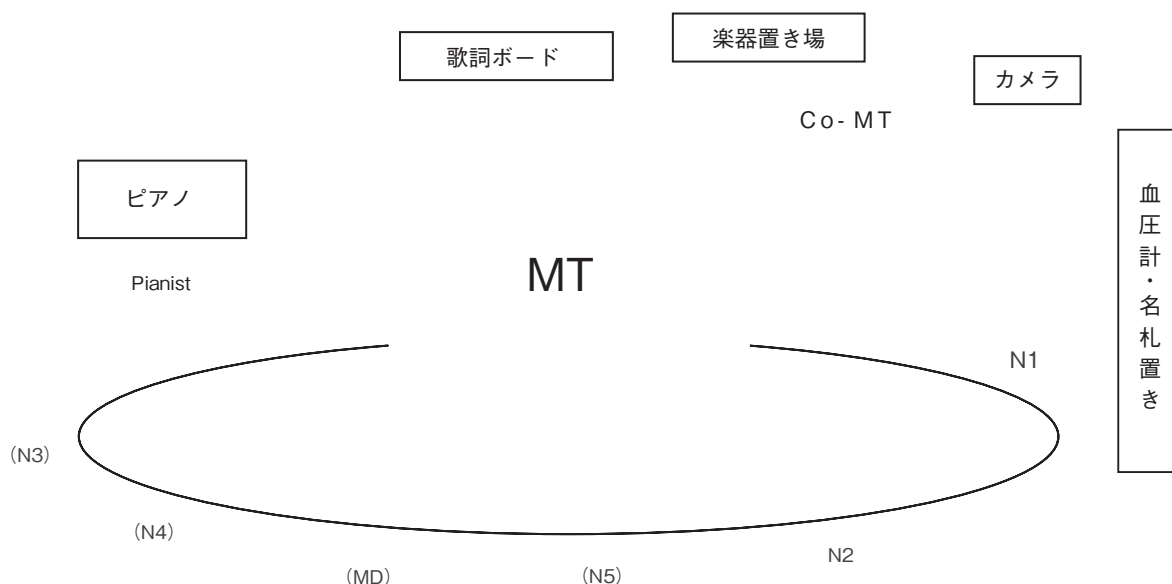 楽器置き場
歌詞ボード
カメラ
Co- MT
ピアノ
血圧計・名札置き
MT
Pianist
N1
(N3)
(N4)
N2
(MD)
(N5)